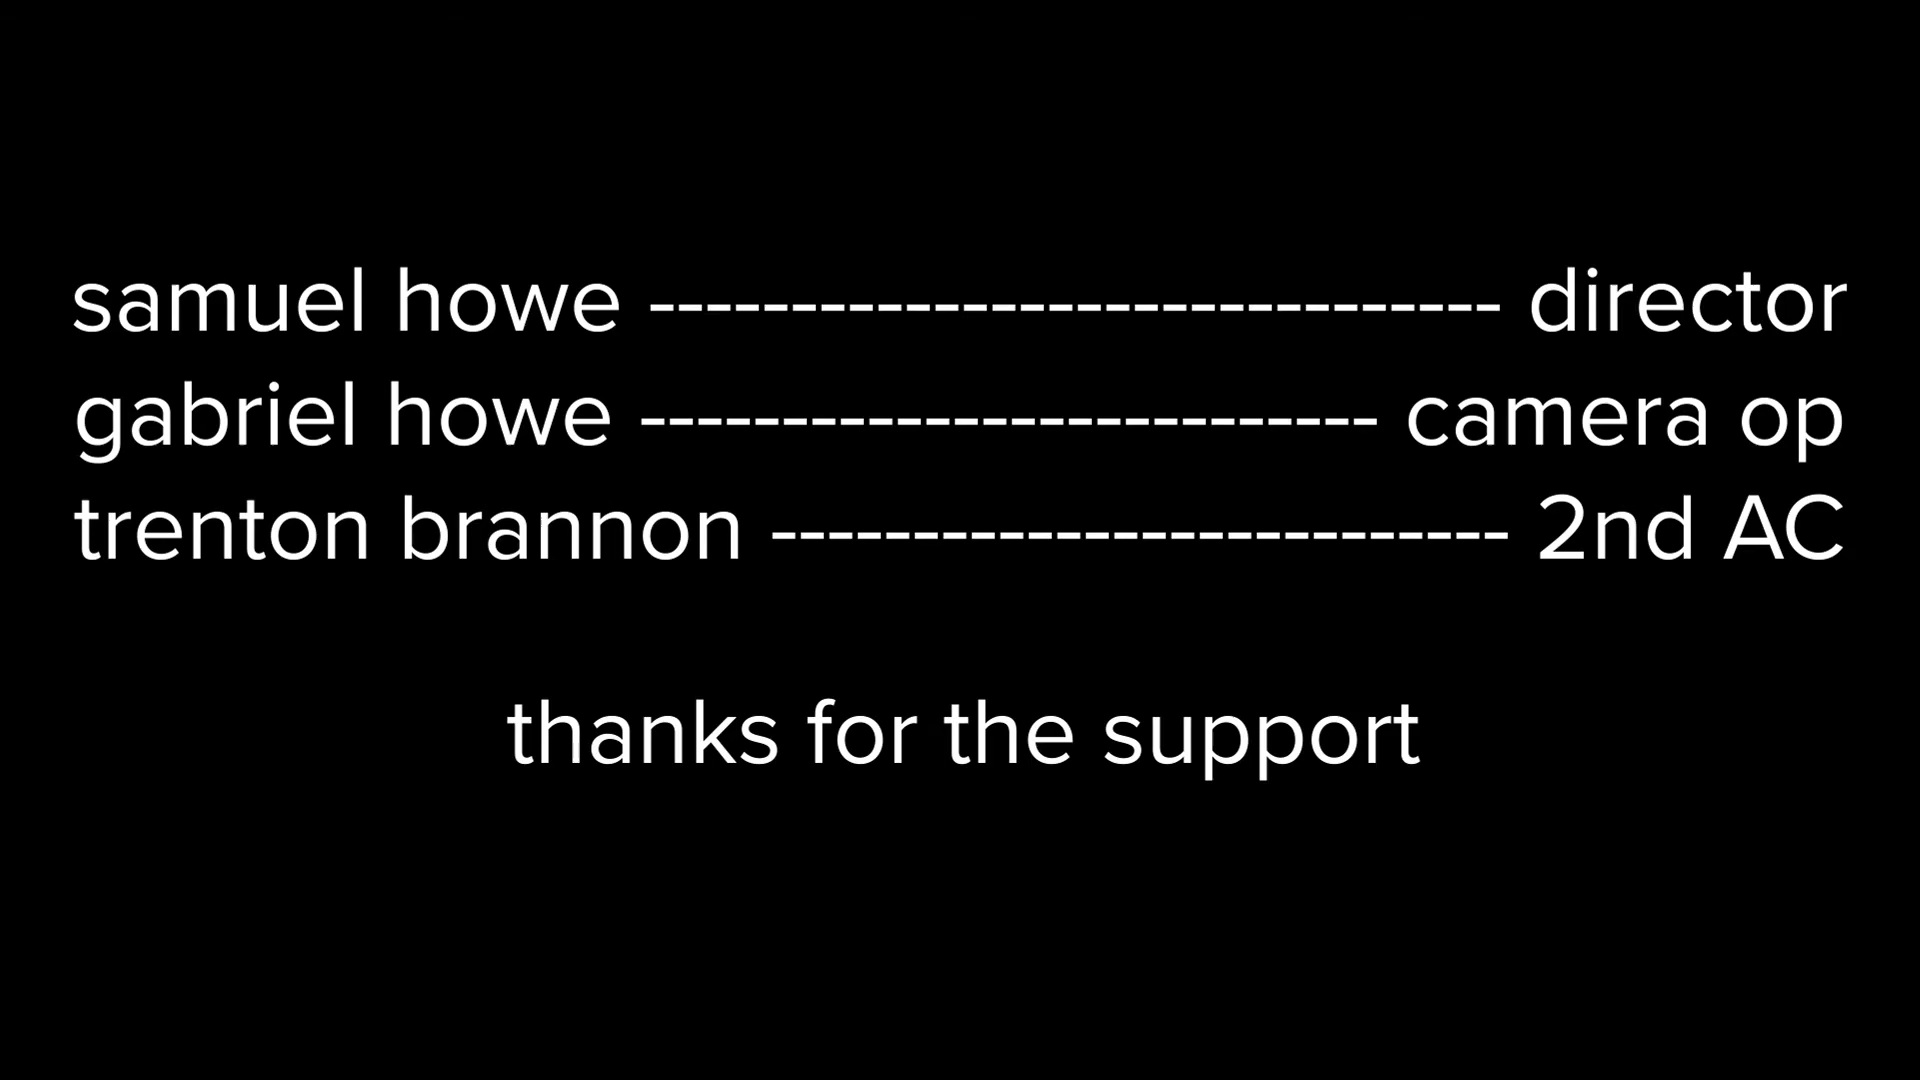 samuel howe ------------------------------ director
gabriel howe -------------------------- camera op
trenton brannon -------------------------- 2nd AC
thanks for the support